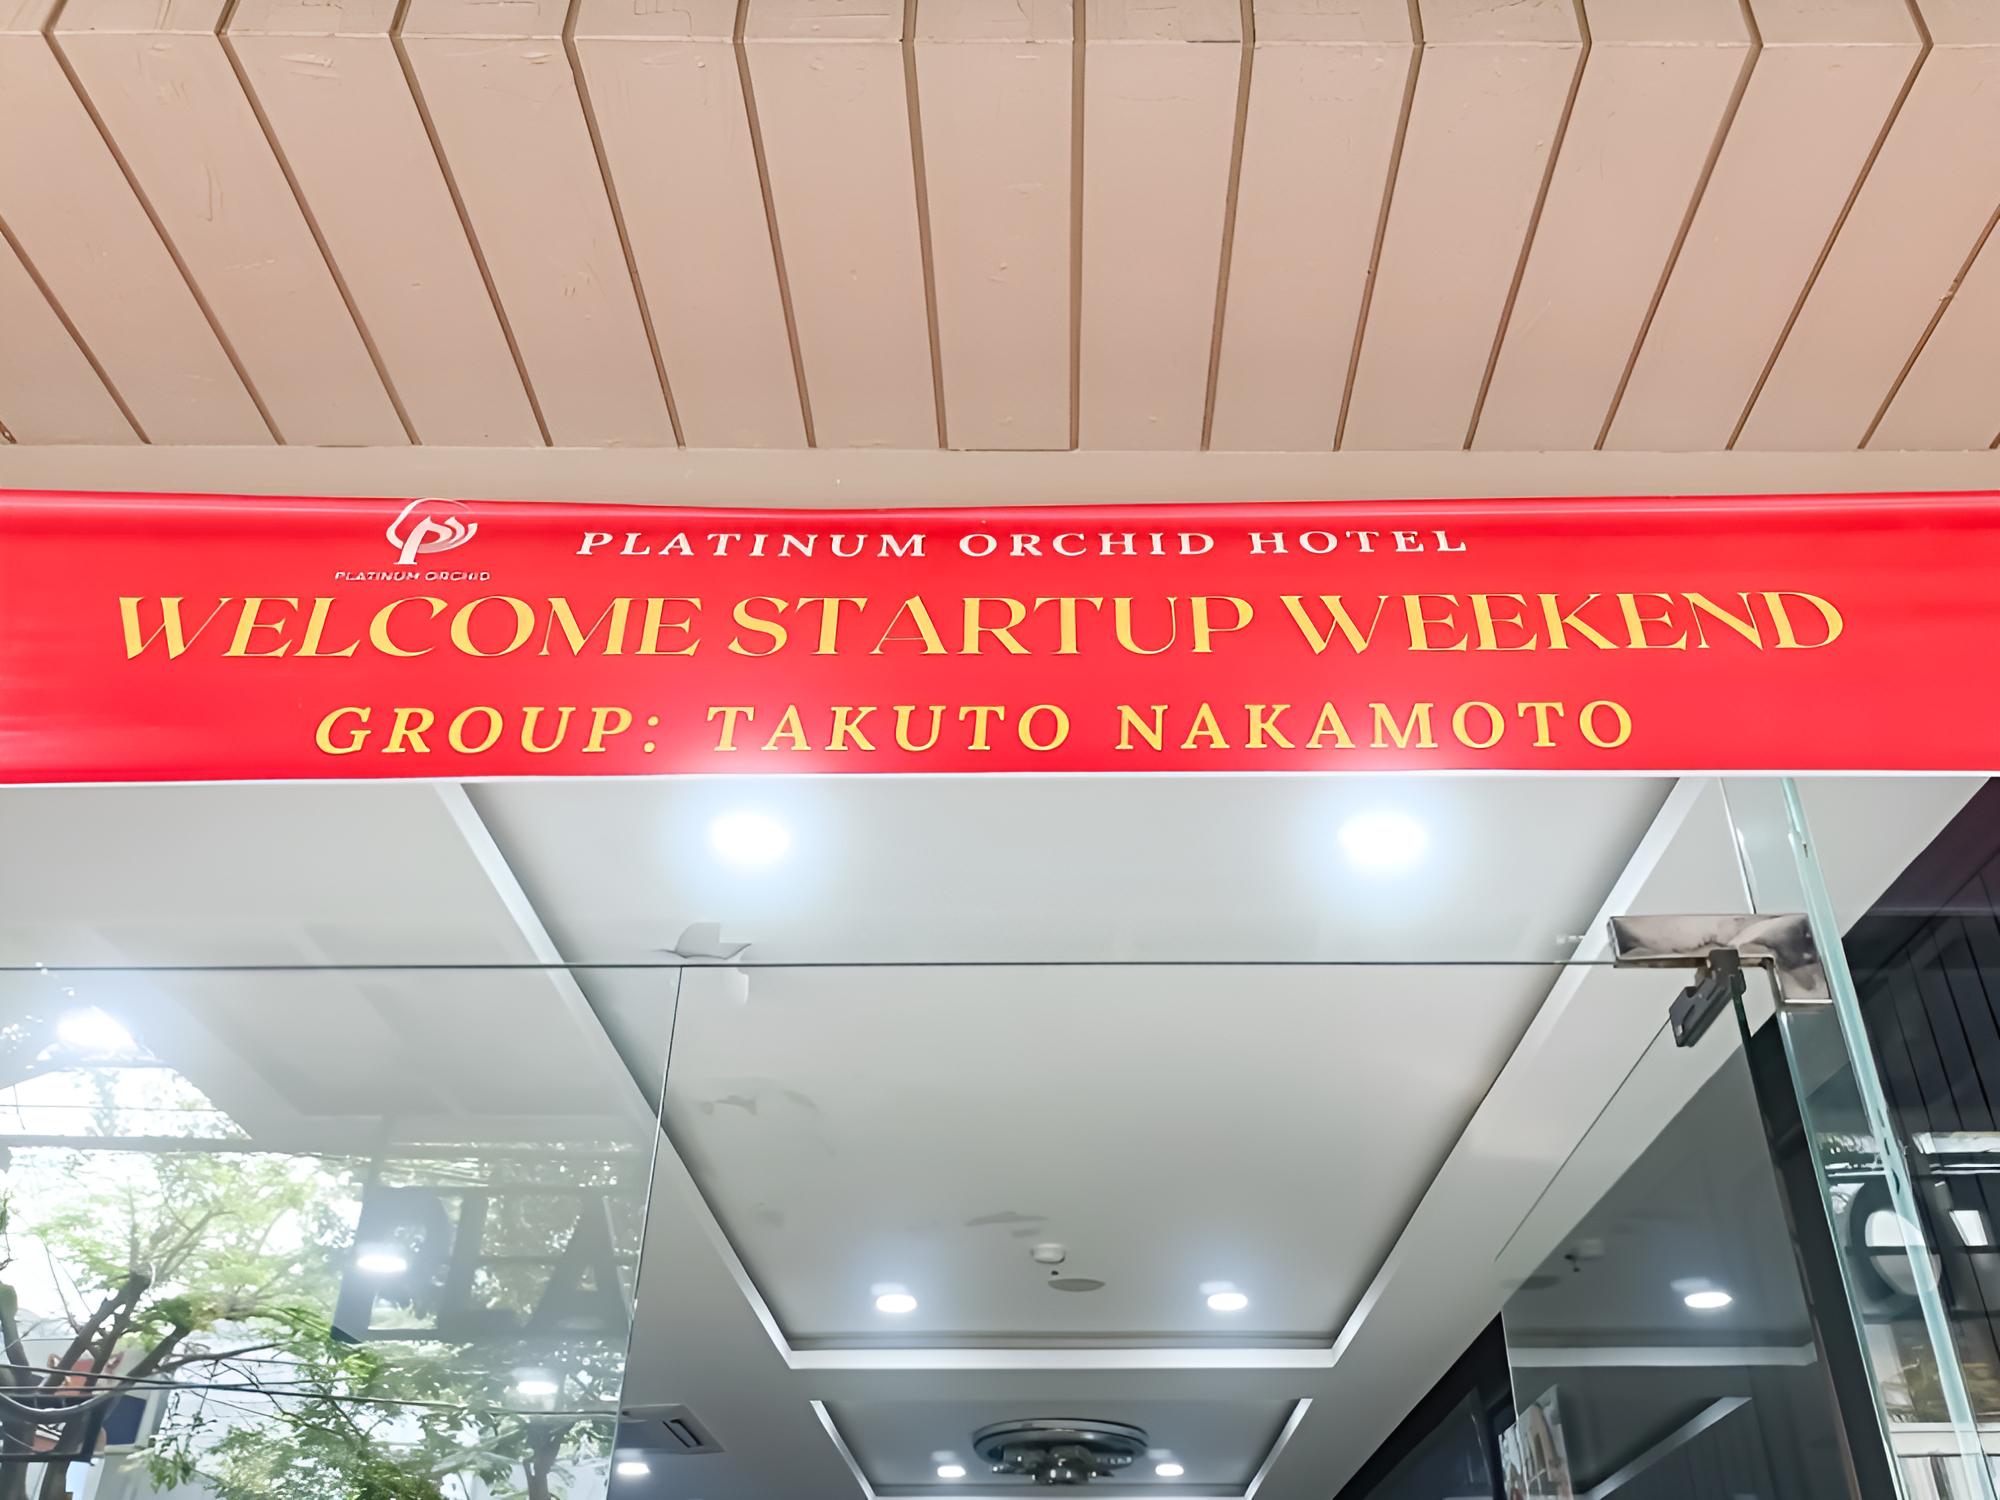 PLATINUM ORCHID
PLATINUM ORCHID HOTEL
WELCOME STARTUP WEEKEND
GROUP: TAKUTO NAKAMOTO